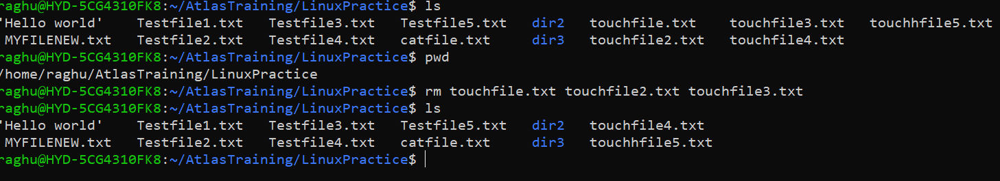 raghu@HYD-5CG4310FK8:~/AtlasTraining/LinuxPractice$ ls
'Hello world'    Testfile1.txt   Testfile3.txt   Testfile5.txt   dir2   touchfile.txt    touchfile3.txt   touchhfile5.txt
 MYFILENEW.txt   Testfile2.txt   Testfile4.txt   catfile.txt     dir3   touchfile2.txt   touchfile4.txt
raghu@HYD-5CG4310FK8:~/AtlasTraining/LinuxPractice$ pwd
/home/raghu/AtlasTraining/LinuxPractice
raghu@HYD-5CG4310FK8:~/AtlasTraining/LinuxPractice$ rm touchfile.txt touchfile2.txt touchfile3.txt
raghu@HYD-5CG4310FK8:~/AtlasTraining/LinuxPractice$ ls
'Hello world'    Testfile1.txt   Testfile3.txt   Testfile5.txt   dir2   touchfile4.txt
 MYFILENEW.txt   Testfile2.txt   Testfile4.txt   catfile.txt     dir3   touchhfile5.txt
raghu@HYD-5CG4310FK8:~/AtlasTraining/LinuxPractice$